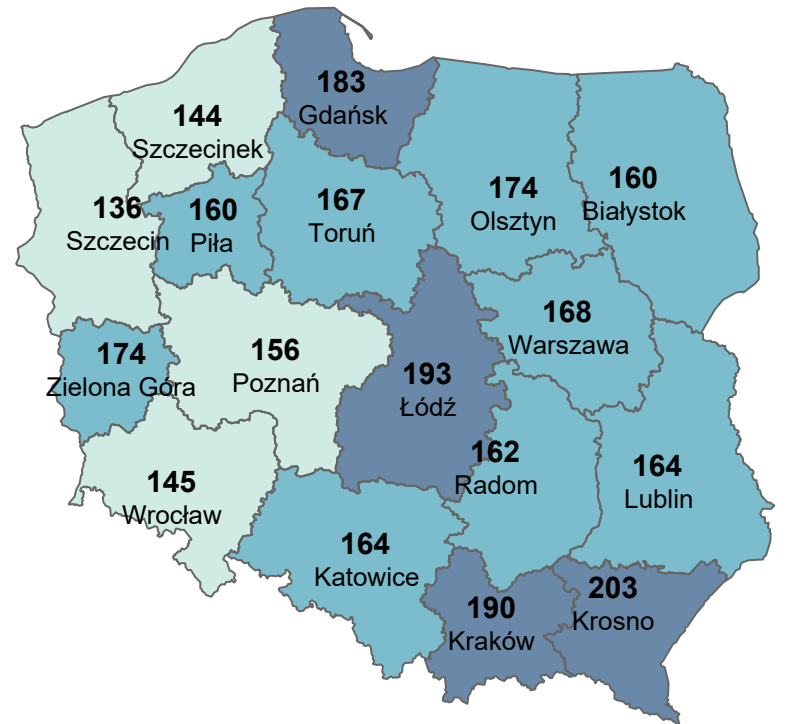 183
Gdańsk
144
Szczecinek
136
Szczecin
160
Piła
167
Toruń
174
Olsztyn
160
Białystok
174
Zielona Góra
156
Poznań
193
Łódź
168
Warszawa
145
Wrocław
162
Radom
164
Lublin
164
Katowice
190
Kraków
203
Krosno